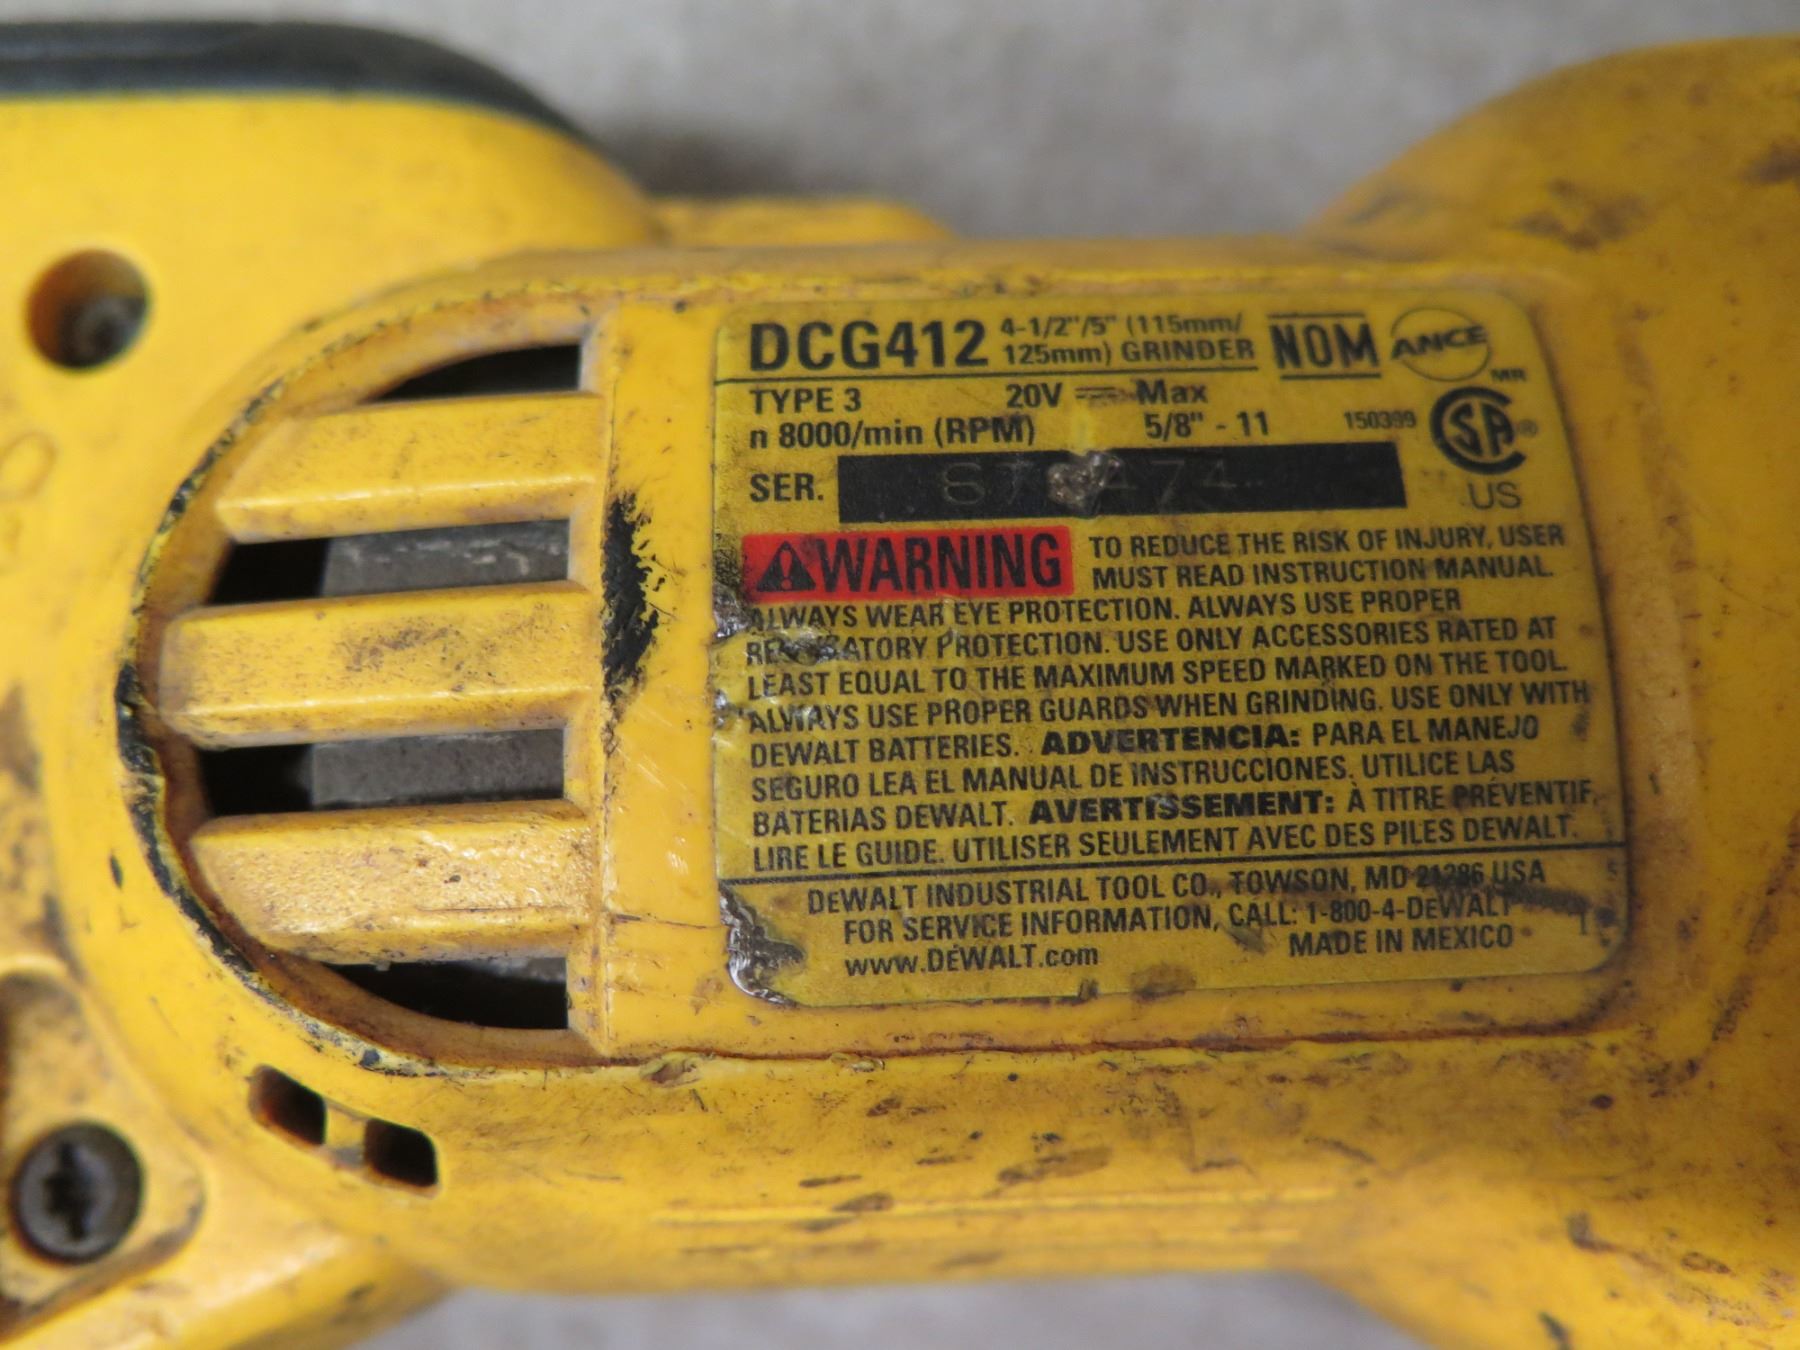 DCG412 4-1/2"/5" (115mm/
125mm) GRINDER
NOM ANCE MR
TYPE 3 20V Max
n 8000/min (RPM) 5/8" - 11 150399
SA® US
SER.
WARNING TO REDUCE THE RISK OF INJURY, USER
MUST READ INSTRUCTION MANUAL.
ALWAYS WEAR EYE PROTECTION. ALWAYS USE PROPER
RESPIRATORY PROTECTION. USE ONLY ACCESSORIES RATED AT
LEAST EQUAL TO THE MAXIMUM SPEED MARKED ON THE TOOL.
ALWAYS USE PROPER GUARDS WHEN GRINDING. USE ONLY WITH
DEWALT BATTERIES. ADVERTENCIA: PARA EL MANEJO
SEGURO LEA EL MANUAL DE INSTRUCCIONES. UTILICE LAS
BATERIAS DEWALT. AVERTISSEMENT: À TITRE PRÉVENTIF,
LIRE LE GUIDE. UTILISER SEULEMENT AVEC DES PILES DEWALT.
DEWALT INDUSTRIAL TOOL CO., TOWSON, MD 21286 USA
FOR SERVICE INFORMATION, CALL: 1-800-4-DEWALT
www.DEWALT.com MADE IN MEXICO